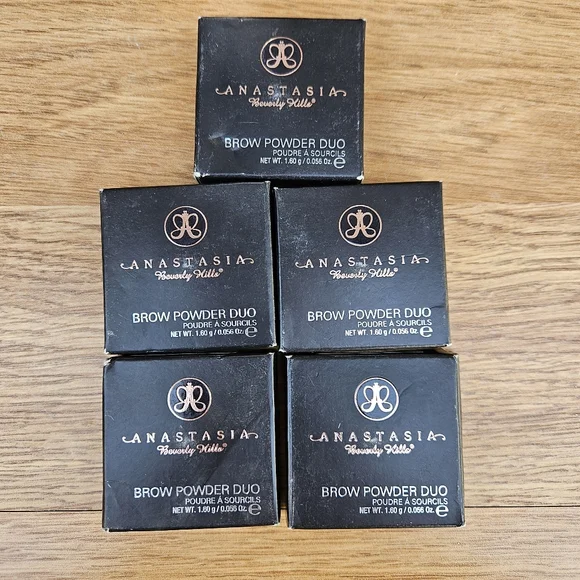 ANASTASIA
Beverly Hills®
BROW POWDER DUO
POUDRE À SOURCILS
NET WT. 1.60 g / 0.056 Oz. ℮
ANASTASIA
Beverly Hills®
BROW POWDER DUO
POUDRE À SOURCILS
NET WT. 1.60 g / 0.056 Oz. ℮
ANASTASIA
Beverly Hills®
BROW POWDER DUO
POUDRE À SOURCILS
NET WT. 1.60 g / 0.056 Oz. ℮
ANASTASIA
Beverly Hills®
BROW POWDER DUO
POUDRE À SOURCILS
NET WT. 1.60 g / 0.056 Oz. ℮
ANASTASIA
Beverly Hills®
BROW POWDER DUO
POUDRE À SOURCILS
NET WT. 1.60 g / 0.056 Oz. ℮